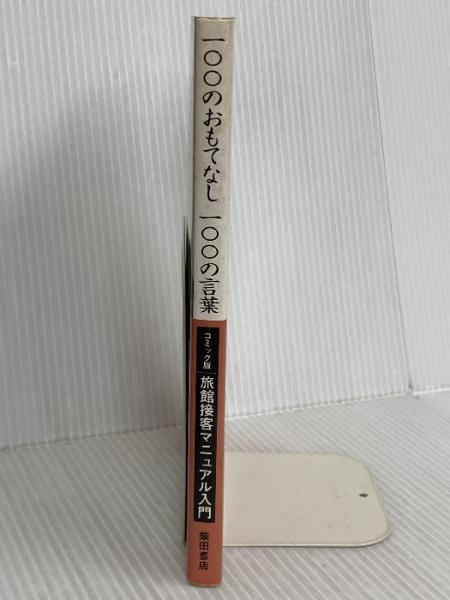 一〇〇のおもてなし 一〇〇の言葉
コミック版
旅館接客マニュアル入門
柴田書店